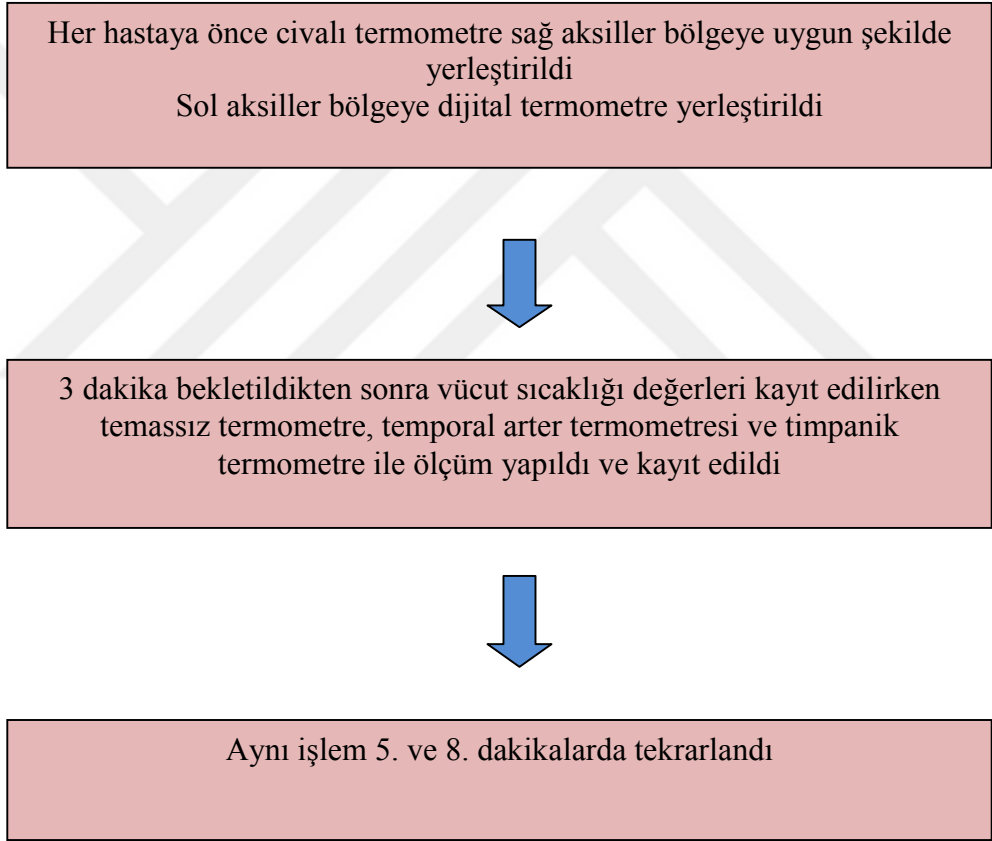 Her hastaya önce civalı termometre sağ aksiller bölgeye uygun şekilde
yerleştirildi
Sol aksiller bölgeye dijital termometre yerleştirildi
3 dakika bekletildikten sonra vücut sıcaklığı değerleri kayıt edilirken
temassız termometre, temporal arter termometresi ve timpanik
termometre ile ölçüm yapıldı ve kayıt edildi
Aynı işlem 5. ve 8. dakikalarda tekrarlandı